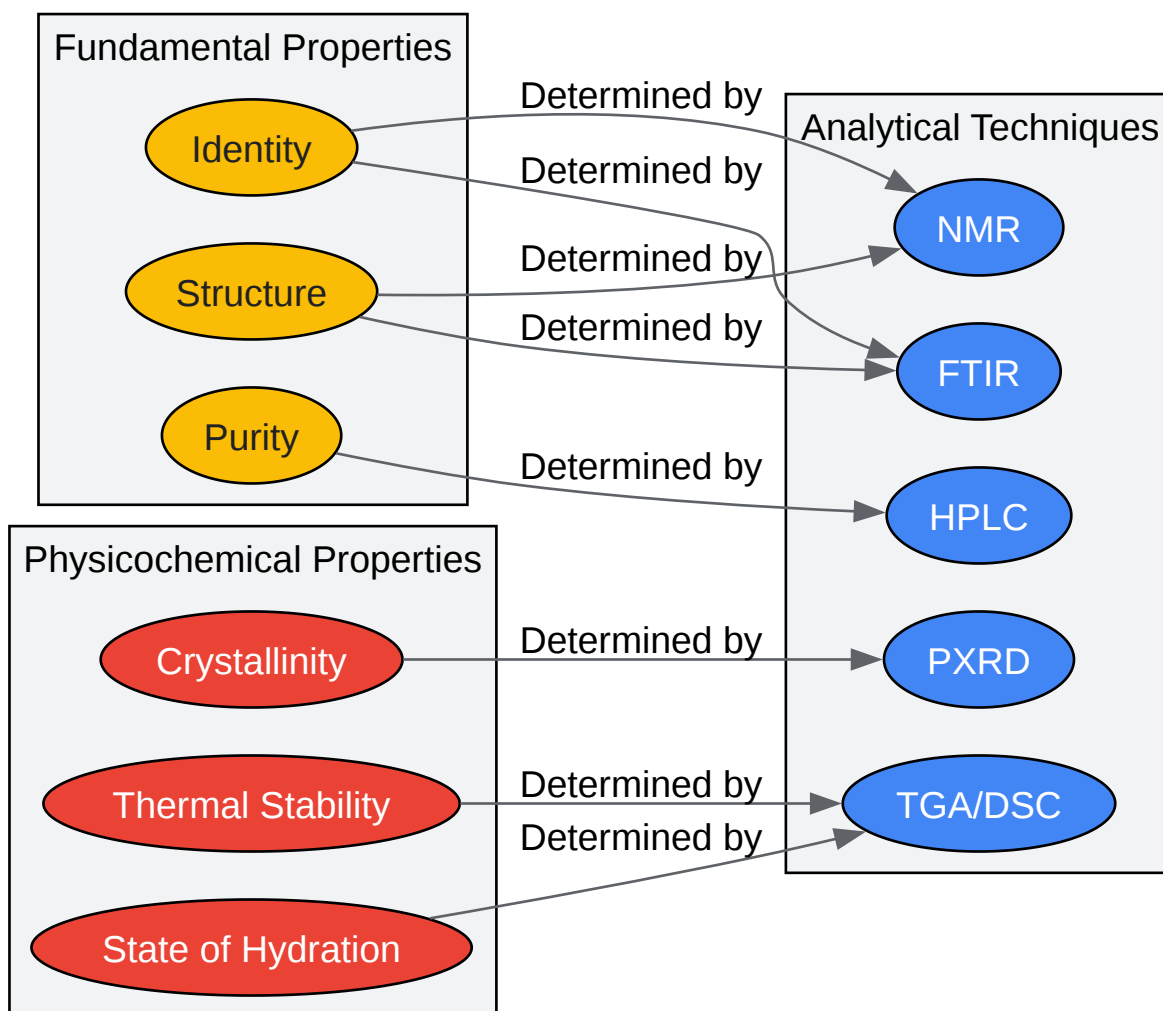 Fundamental Properties
Identity
Structure
Purity
Physicochemical Properties
Crystallinity
Thermal Stability
State of Hydration
Determined by
Determined by
Determined by
Determined by
Determined by
Determined by
Determined by
Determined by
Analytical Techniques
NMR
FTIR
HPLC
PXRD
TGA/DSC